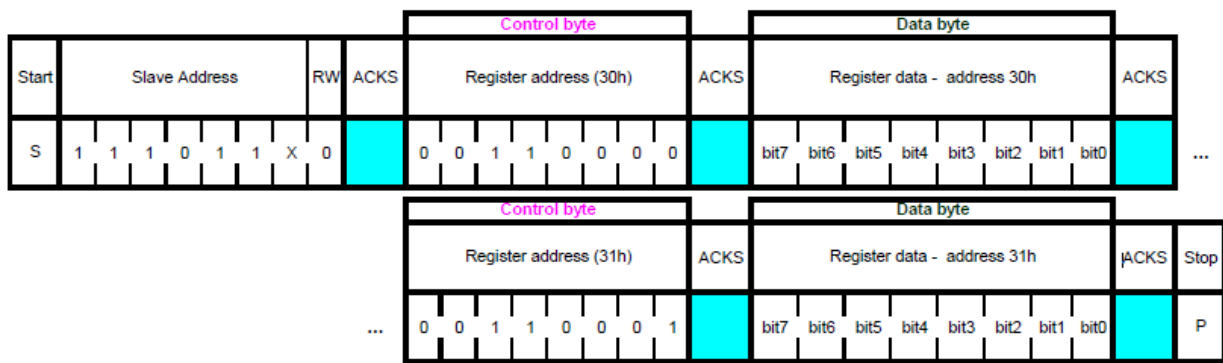 Control byte Data byte
Start Slave Address RW ACKS Register address (30h) ACKS Register data - address 30h ACKS
S 1 1 1 0 1 1 X 0 0 0 1 1 0 0 0 0 bit7 bit6 bit5 bit4 bit3 bit2 bit1 bit0 ...
Control byte Data byte
Register address (31h) ACKS Register data - address 31h ACKS Stop
... 0 0 1 1 0 0 0 1 bit7 bit6 bit5 bit4 bit3 bit2 bit1 bit0 P